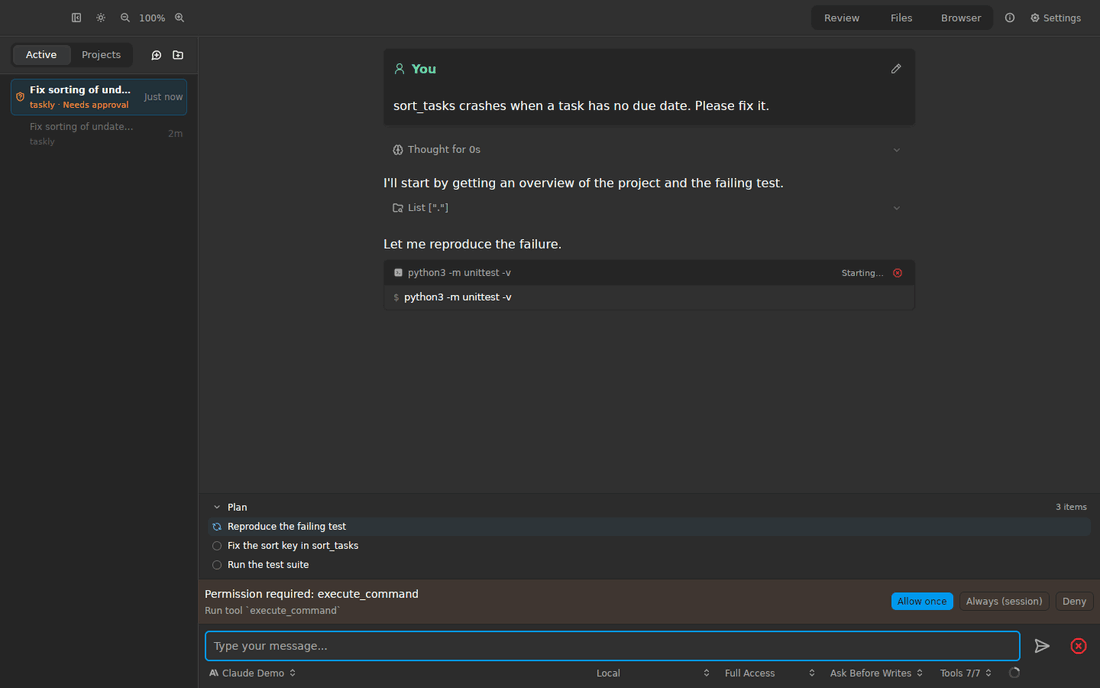 100%
Review Files Browser Settings
Active Projects
Fix sorting of und...
taskly · Needs approval
Just now
Fix sorting of undate...
taskly
2m
You
sort_tasks crashes when a task has no due date. Please fix it.
Thought for 0s
I'll start by getting an overview of the project and the failing test.
List ["."]
Let me reproduce the failure.
python3 -m unittest -v Starting...
$ python3 -m unittest -v
Plan 3 items
Reproduce the failing test
Fix the sort key in sort_tasks
Run the test suite
Permission required: execute_command
Run tool `execute_command`
Allow once Always (session) Deny
Type your message...
Claude Demo Local Full Access Ask Before Writes Tools 7/7